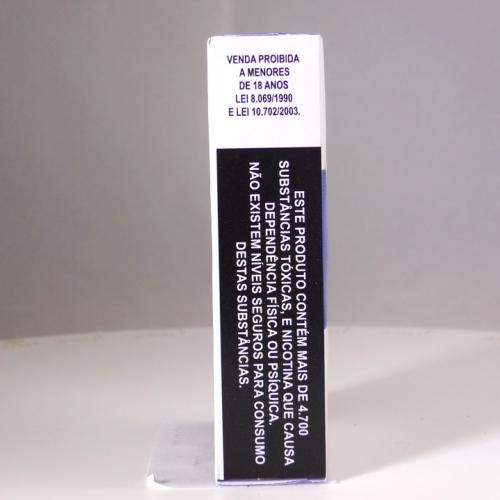 VENDA PROIBIDA
A MENORES
DE 18 ANOS
LEI 8.069/1990
E LEI 10.702/2003.
ESTE PRODUTO CONTÉM MAIS DE 4.700
SUBSTÂNCIAS TÓXICAS, E NICOTINA QUE CAUSA
DEPENDÊNCIA FÍSICA OU PSÍQUICA.
NÃO EXISTEM NÍVEIS SEGUROS PARA CONSUMO
DESTAS SUBSTÂNCIAS.